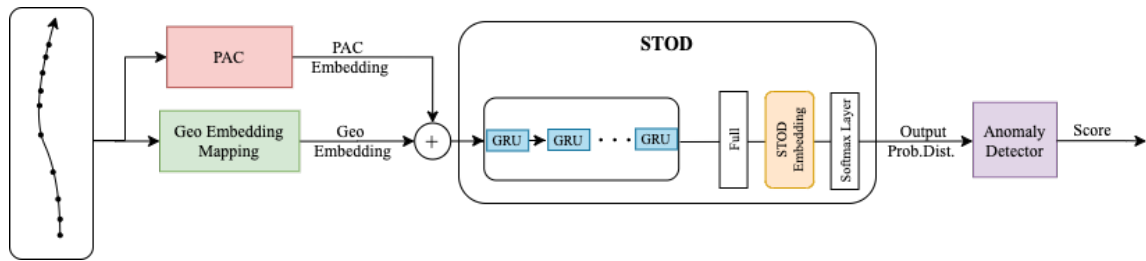 PAC
PAC
Embedding
Geo Embedding
Mapping
Geo
Embedding
+
STOD
GRU
GRU
. . .
GRU
Full
STOD
Embedding
Softmax Layer
Output
Prob.Dist.
Anomaly
Detector
Score